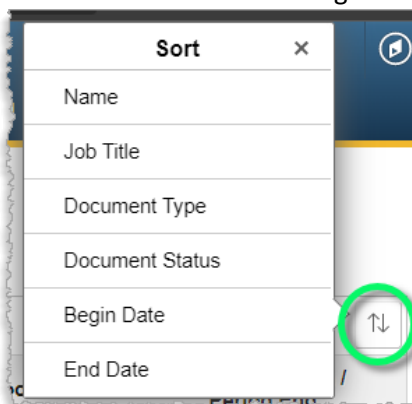 Sort ×
Name
Job Title
Document Type
Document Status
Begin Date
End Date
/